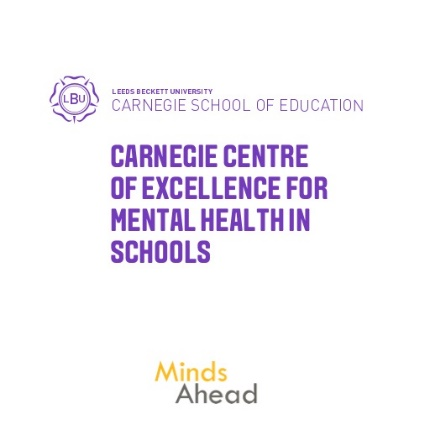 LBU
LEEDS BECKETT UNIVERSITY
CARNEGIE SCHOOL OF EDUCATION
CARNEGIE CENTRE
OF EXCELLENCE FOR
MENTAL HEALTH IN
SCHOOLS
Minds
Ahead